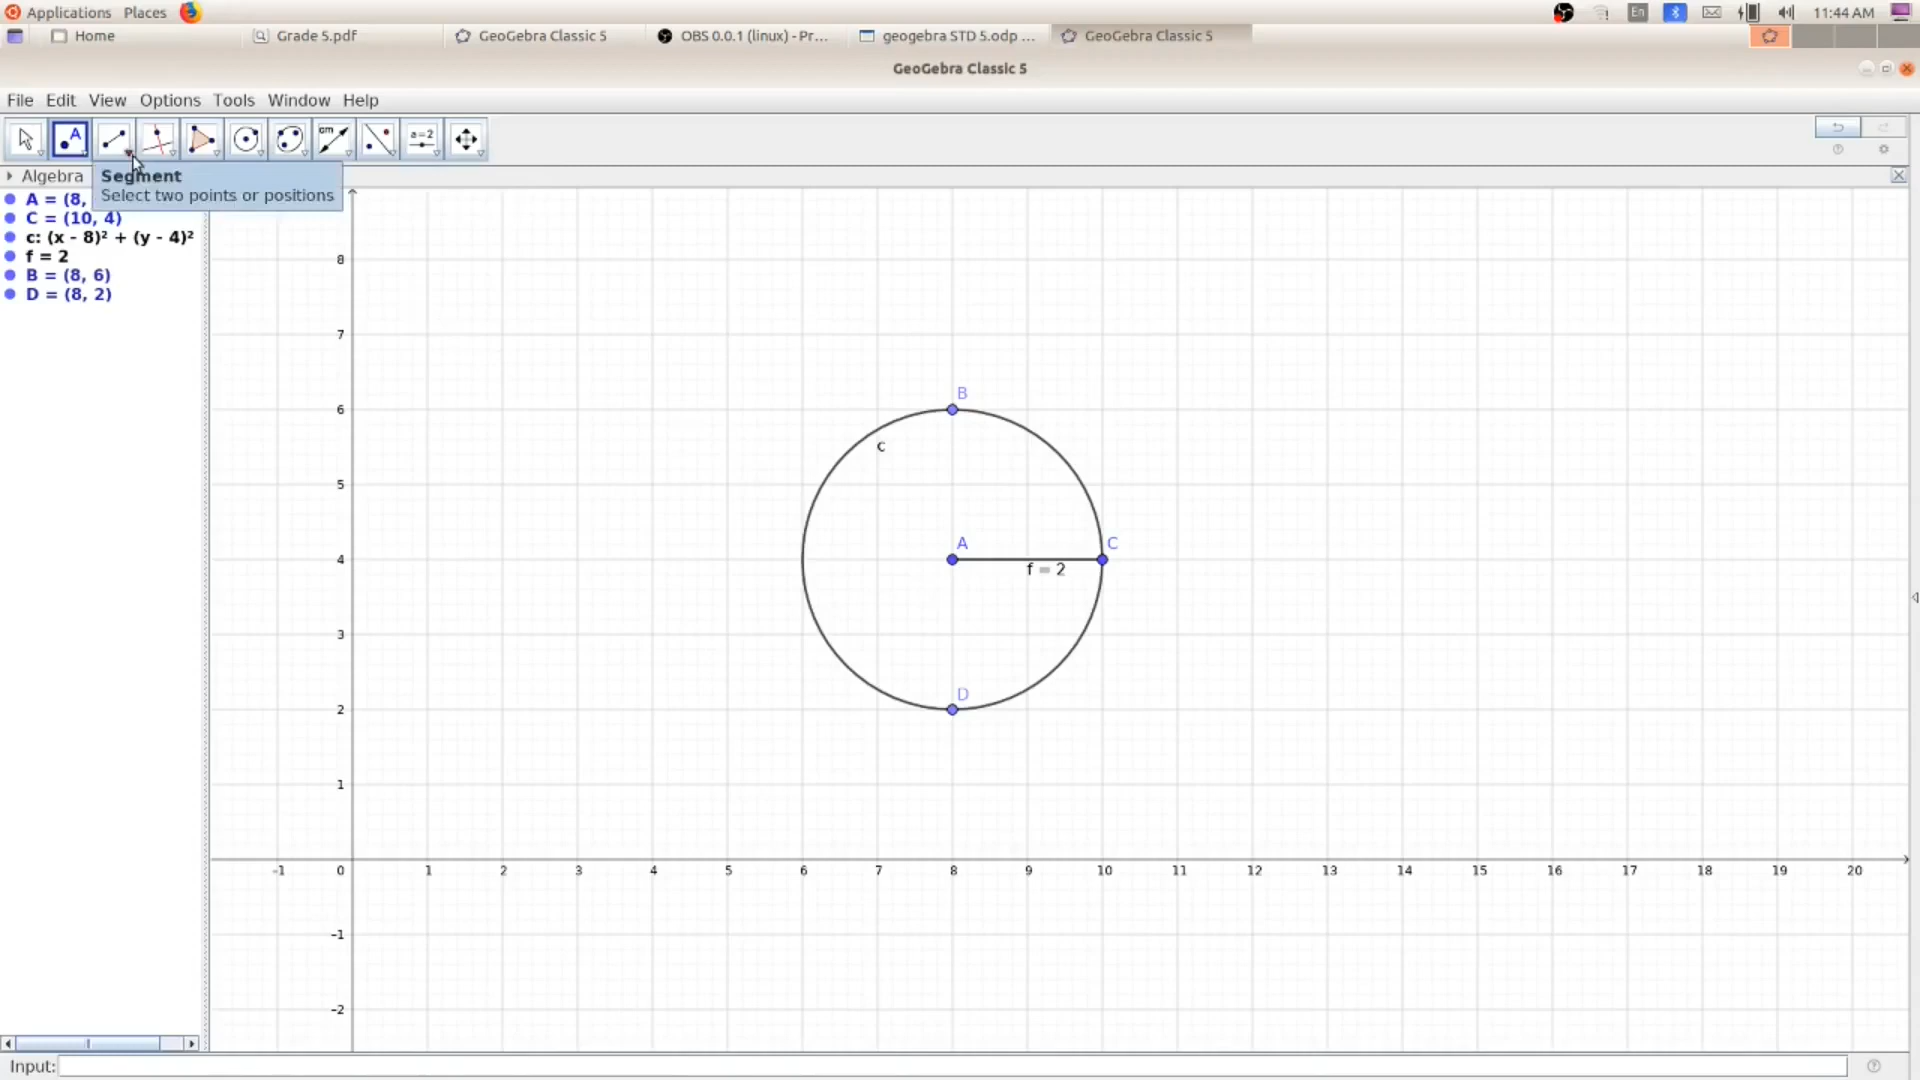 Applications Places En 11:44 AM
Home Grade 5.pdf GeoGebra Classic 5 OBS 0.0.1 (linux) - Pr... geogebra STD 5.odp ... GeoGebra Classic 5
GeoGebra Classic 5
File Edit View Options Tools Window Help
A cm a=2
Algebra
Segment
Select two points or positions
A = (8,
C = (10, 4)
c: (x - 8)² + (y - 4)²
f = 2
B = (8, 6)
D = (8, 2)
8
7
B
6
c
5
A C
4
f = 2
3
D
2
1
-1 0 1 2 3 4 5 6 7 8 9 10 11 12 13 14 15 16 17 18 19 20
-1
-2
Input: